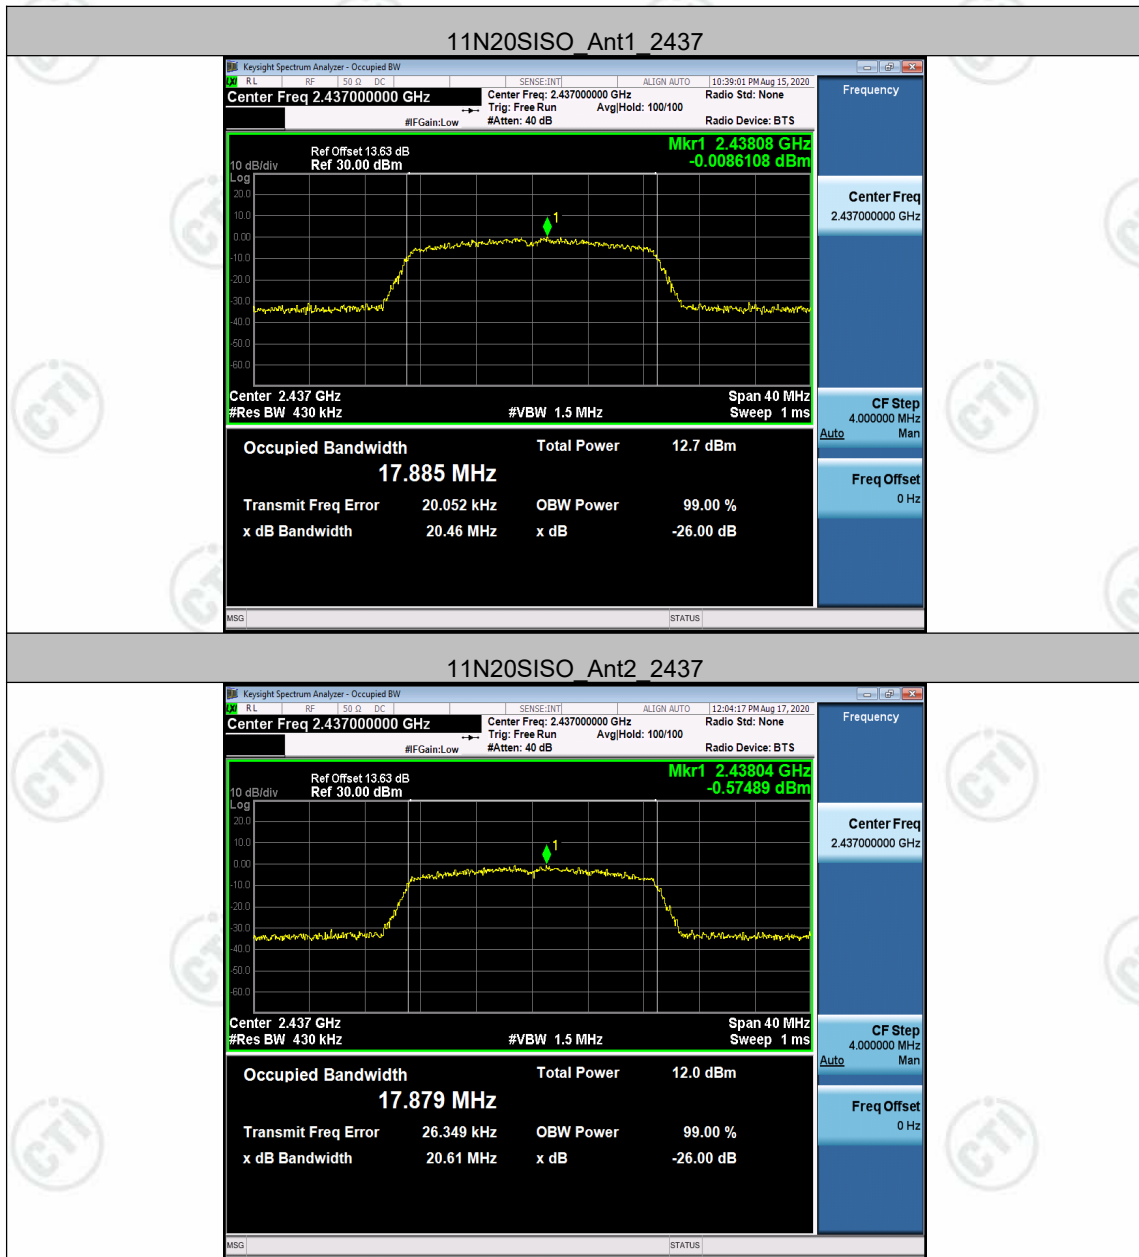 11N20SISO_Ant1_2437
Keysight Spectrum Analyzer - Occupied BW
LXI RL RF 50 Ω DC SENSE:INT ALIGN AUTO 10:39:01 PM Aug 15, 2020
Center Freq 2.437000000 GHz Center Freq: 2.437000000 GHz Radio Std: None
Trig: Free Run Avg|Hold: 100/100
#IFGain:Low #Atten: 40 dB Radio Device: BTS
Frequency
Mkr1 2.43808 GHz
-0.0086108 dBm
Ref Offset 13.63 dB
10 dB/div Ref 30.00 dBm
Log
20.0
10.0
0.00
-10.0
-20.0
-30.0
-40.0
-50.0
-60.0
1
Center 2.437 GHz Span 40 MHz
#Res BW 430 kHz #VBW 1.5 MHz Sweep 1 ms
Center Freq
2.437000000 GHz
CF Step
4.000000 MHz
Auto Man
Freq Offset
0 Hz
Occupied Bandwidth Total Power 12.7 dBm
17.885 MHz
Transmit Freq Error 20.052 kHz OBW Power 99.00 %
x dB Bandwidth 20.46 MHz x dB -26.00 dB
MSG STATUS
11N20SISO_Ant2_2437
Keysight Spectrum Analyzer - Occupied BW
LXI RL RF 50 Ω DC SENSE:INT ALIGN AUTO 12:04:17 PM Aug 17, 2020
Center Freq 2.437000000 GHz Center Freq: 2.437000000 GHz Radio Std: None
Trig: Free Run Avg|Hold: 100/100
#IFGain:Low #Atten: 40 dB Radio Device: BTS
Frequency
Mkr1 2.43804 GHz
-0.57489 dBm
Ref Offset 13.63 dB
10 dB/div Ref 30.00 dBm
Log
20.0
10.0
0.00
-10.0
-20.0
-30.0
-40.0
-50.0
-60.0
1
Center 2.437 GHz Span 40 MHz
#Res BW 430 kHz #VBW 1.5 MHz Sweep 1 ms
Center Freq
2.437000000 GHz
CF Step
4.000000 MHz
Auto Man
Freq Offset
0 Hz
Occupied Bandwidth Total Power 12.0 dBm
17.879 MHz
Transmit Freq Error 26.349 kHz OBW Power 99.00 %
x dB Bandwidth 20.61 MHz x dB -26.00 dB
MSG STATUS
CTI